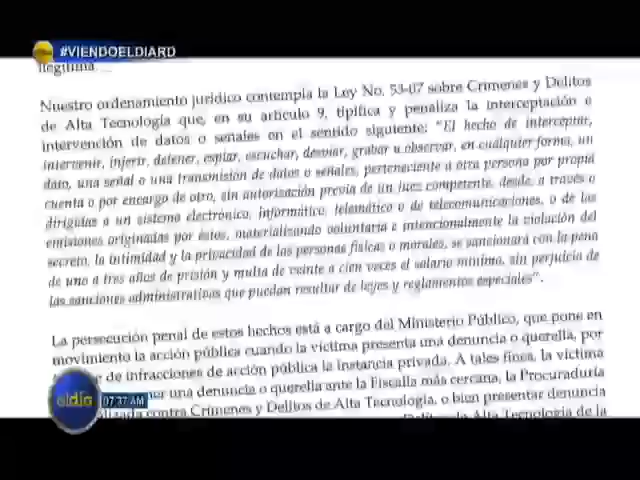 #VIENDOELDIARD
ilegítima.
Nuestro ordenamiento jurídico contempla la Ley No. 53-07 sobre Crímenes y Delitos
de Alta Tecnología que, en su artículo 9, tipifica y penaliza la interceptación e
intervención de datos o señales en el sentido siguiente: "El hecho de interceptar,
intervenir, injerir, detener, espiar, escuchar, desviar, grabar u observar, en cualquier forma, un
dato, una señal o una transmisión de datos o señales, perteneciente a otra persona por propia
cuenta o por encargo de otro, sin autorización previa de un juez competente, desde, a través o
dirigidas a un sistema electrónico, informático, telemático o de telecomunicaciones, o de las
emisiones originadas por éstos, materializando voluntaria e intencionalmente la violación del
secreto, la intimidad y la privacidad de las personas físicas o morales, se sancionará con la pena
de uno a tres años de prisión y multa de veinte a cien veces el salario mínimo, sin perjuicio de
las sanciones administrativas que puedan resultar de leyes y reglamentos especiales".
La persecución penal de estos hechos está a cargo del Ministerio Público, que pone en
movimiento la acción pública cuando la víctima presenta una denuncia o querella, por
de infracciones de acción pública la instancia privada. A tales fines, la víctima
una denuncia o querella ante la Fiscalía más cercana, la Procuraduría
contra Crímenes y Delitos de Alta Tecnología, o bien presentar denuncia
Alta Tecnología de la
eldía
07:37 AM